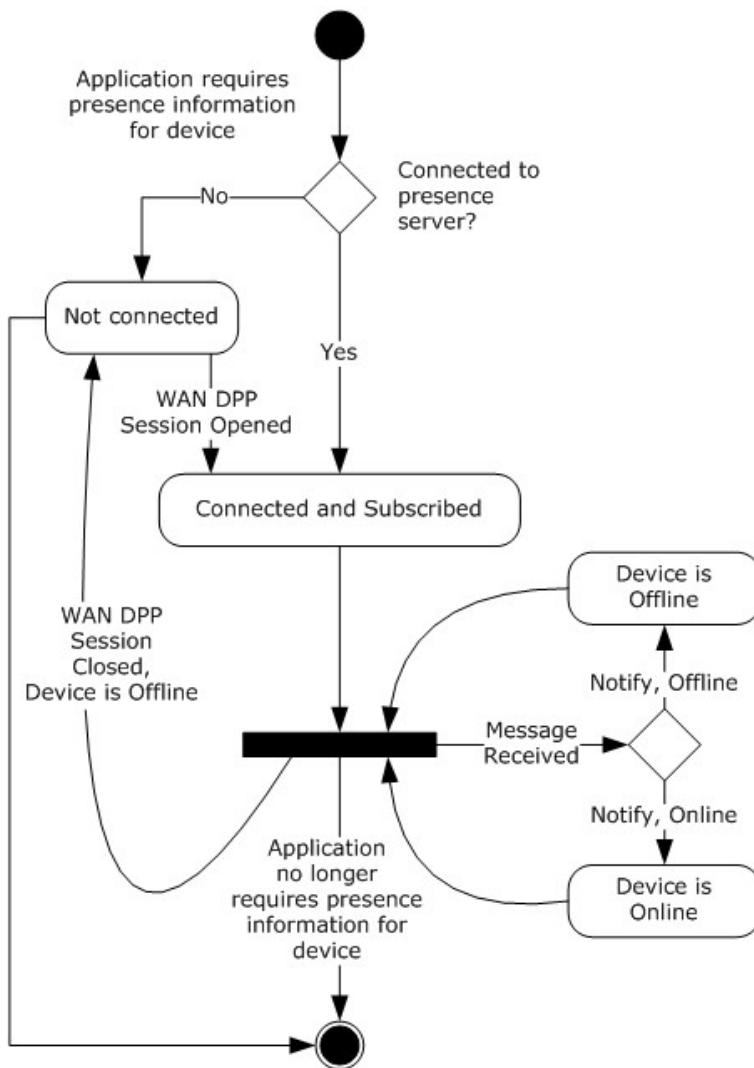 Application requires
presence information
for device
Connected to
presence
server?
No
Not connected
Yes
WAN DPP
Session Opened
Connected and Subscribed
Device is
Offline
WAN DPP
Session
Closed,
Device is Offline
Notify, Offline
Message
Received
Notify, Online
Application
no longer
requires presence
information for
device
Device is
Online